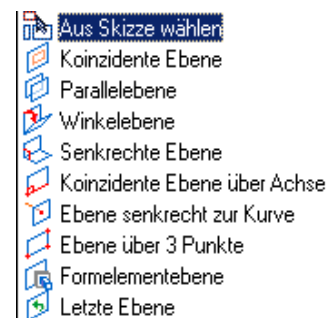 Aus Skizze wählen
Koinzidente Ebene
Parallelebene
Winkelebene
Senkrechte Ebene
Koinzidente Ebene über Achse
Ebene senkrecht zur Kurve
Ebene über 3 Punkte
Formelementebene
Letzte Ebene